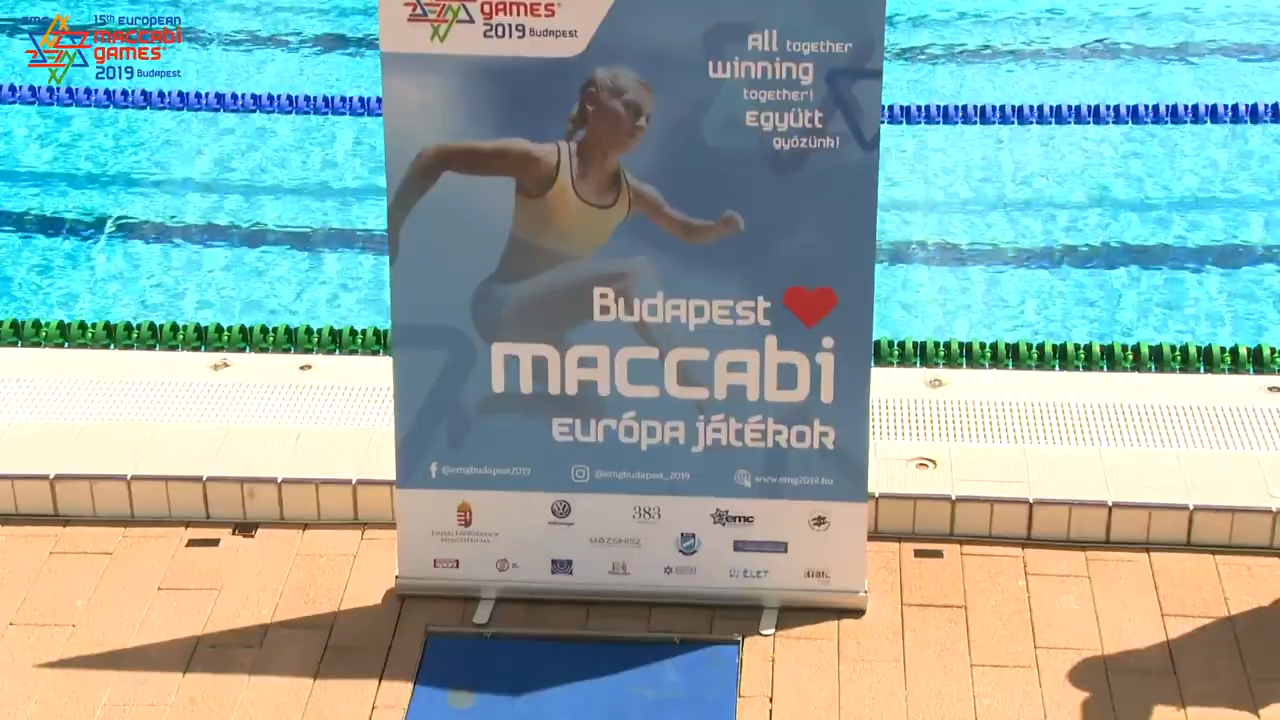 15th European
maccabi
games
2019 Budapest
games
2019 Budapest
All together
winning
together!
Együtt
győzünk!
Budapest
maccabi
európa játékok
@emgbudapest2019
@emgbudapest_2019
www.emg2019.hu
383
emc
MAZSIHISZ
ÚJ ÉLET